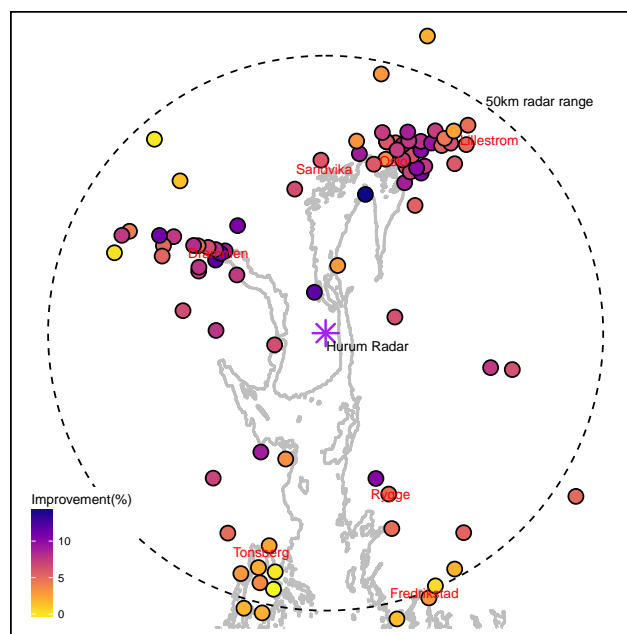 50km radar range
Lillestrom
Oslo
Sandvika
Drammen
Hurum Radar
Rygge
Improvement(%)
10
5
0
Tonsberg
Fredrikstad